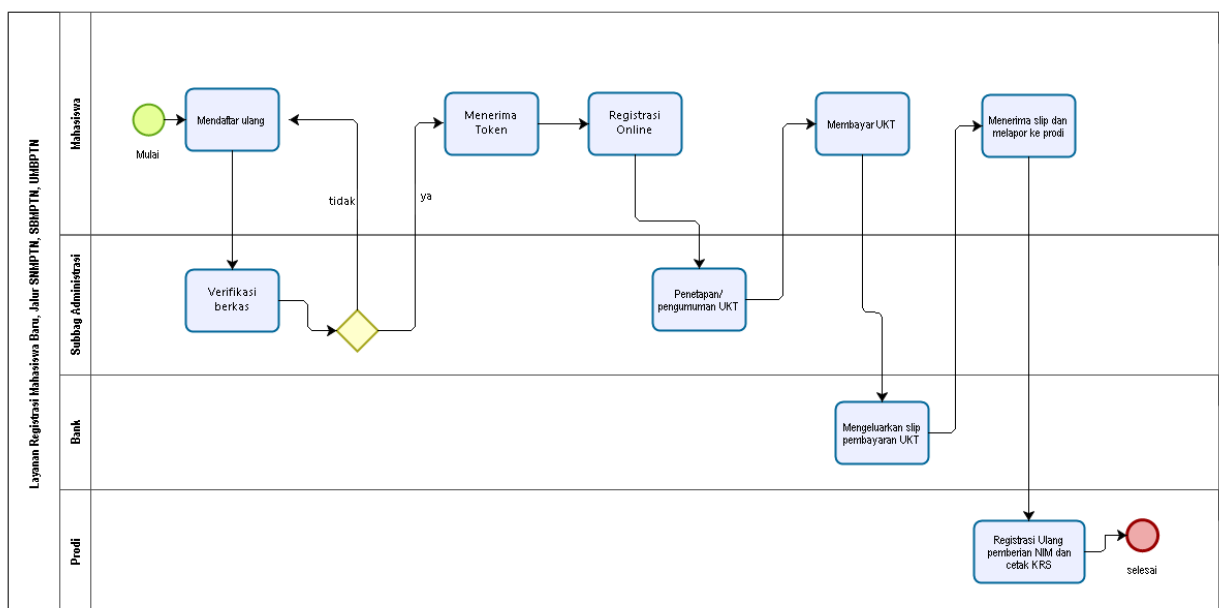 Layanan Registrasi Mahasiswa Baru, Jalur SNMPTN, SBMPTN, UMBPTN
Mahasiswa
Mulai
Mendaftar ulang
tidak
ya
Menerima
Token
Registrasi
Online
Membayar UKT
Menerima slip dan
melapor ke prodi
Subbag Administrasi
Verifikasi
berkas
Penetapan/
pengumuman UKT
Bank
Mengeluarkan slip
pembayaran UKT
Prodi
Registrasi Ulang
pemberian NIM dan
cetak KRS
selesai